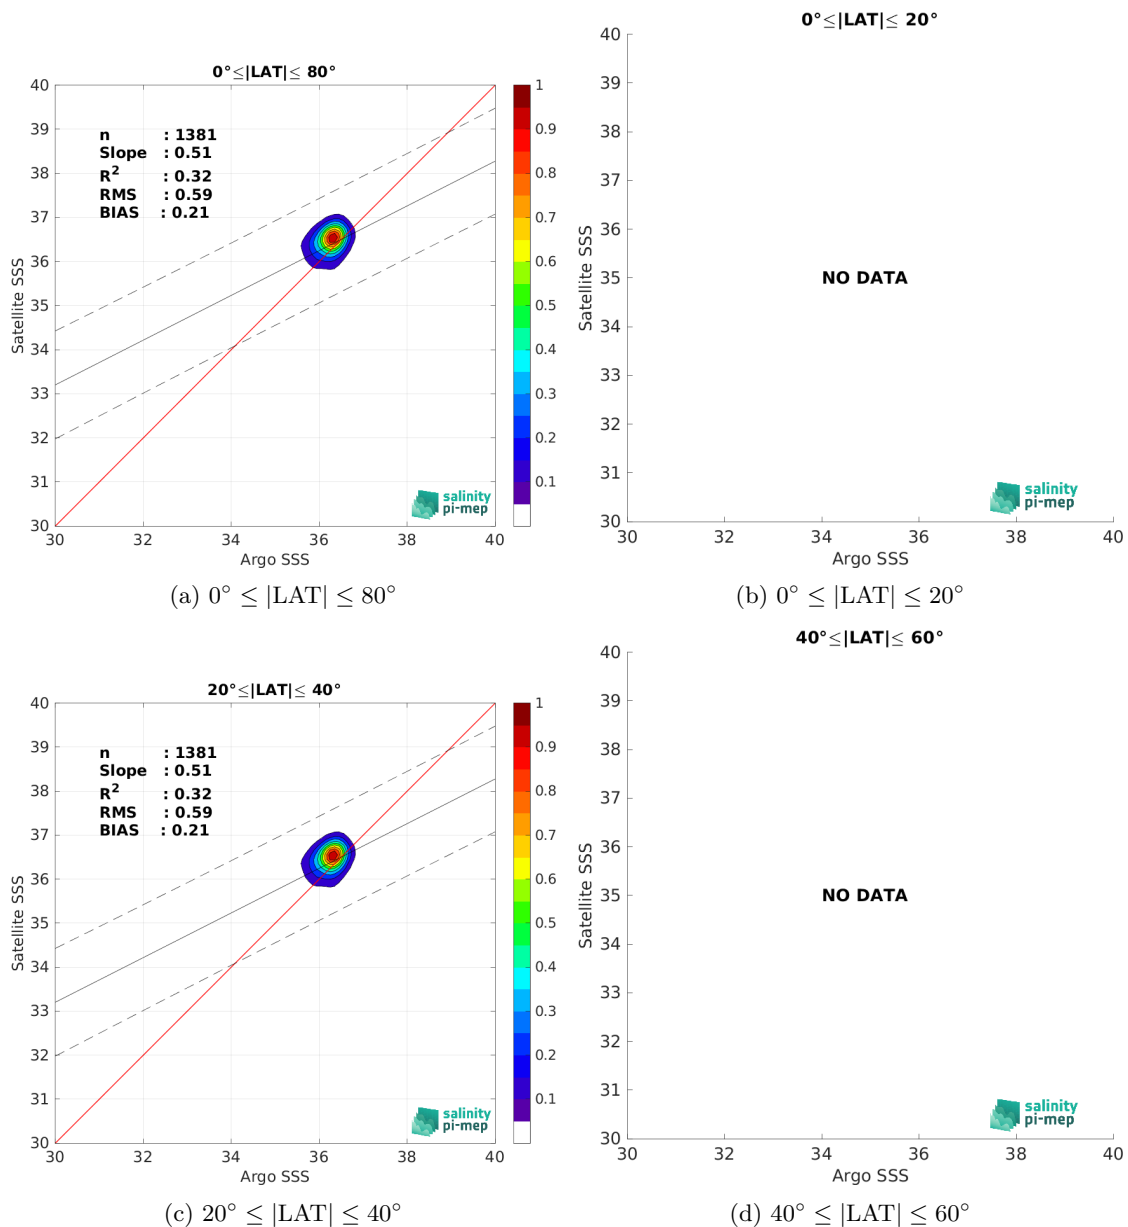 0°≤|LAT|≤ 80°
40
39
38
37
36
35
34
33
32
31
30
Satellite SSS
n : 1381
Slope : 0.51
R² : 0.32
RMS : 0.59
BIAS : 0.21
salinity
pi-mep
30 32 34 36 38 40
Argo SSS
1
0.9
0.8
0.7
0.6
0.5
0.4
0.3
0.2
0.1
(a) 0° ≤ |LAT| ≤ 80°
0°≤|LAT|≤ 20°
40
39
38
37
36
35
34
33
32
31
30
Satellite SSS
NO DATA
salinity
pi-mep
30 32 34 36 38 40
Argo SSS
(b) 0° ≤ |LAT| ≤ 20°
20°≤|LAT|≤ 40°
40
39
38
37
36
35
34
33
32
31
30
Satellite SSS
n : 1381
Slope : 0.51
R² : 0.32
RMS : 0.59
BIAS : 0.21
salinity
pi-mep
30 32 34 36 38 40
Argo SSS
1
0.9
0.8
0.7
0.6
0.5
0.4
0.3
0.2
0.1
(c) 20° ≤ |LAT| ≤ 40°
40°≤|LAT|≤ 60°
40
39
38
37
36
35
34
33
32
31
30
Satellite SSS
NO DATA
salinity
pi-mep
30 32 34 36 38 40
Argo SSS
(d) 40° ≤ |LAT| ≤ 60°